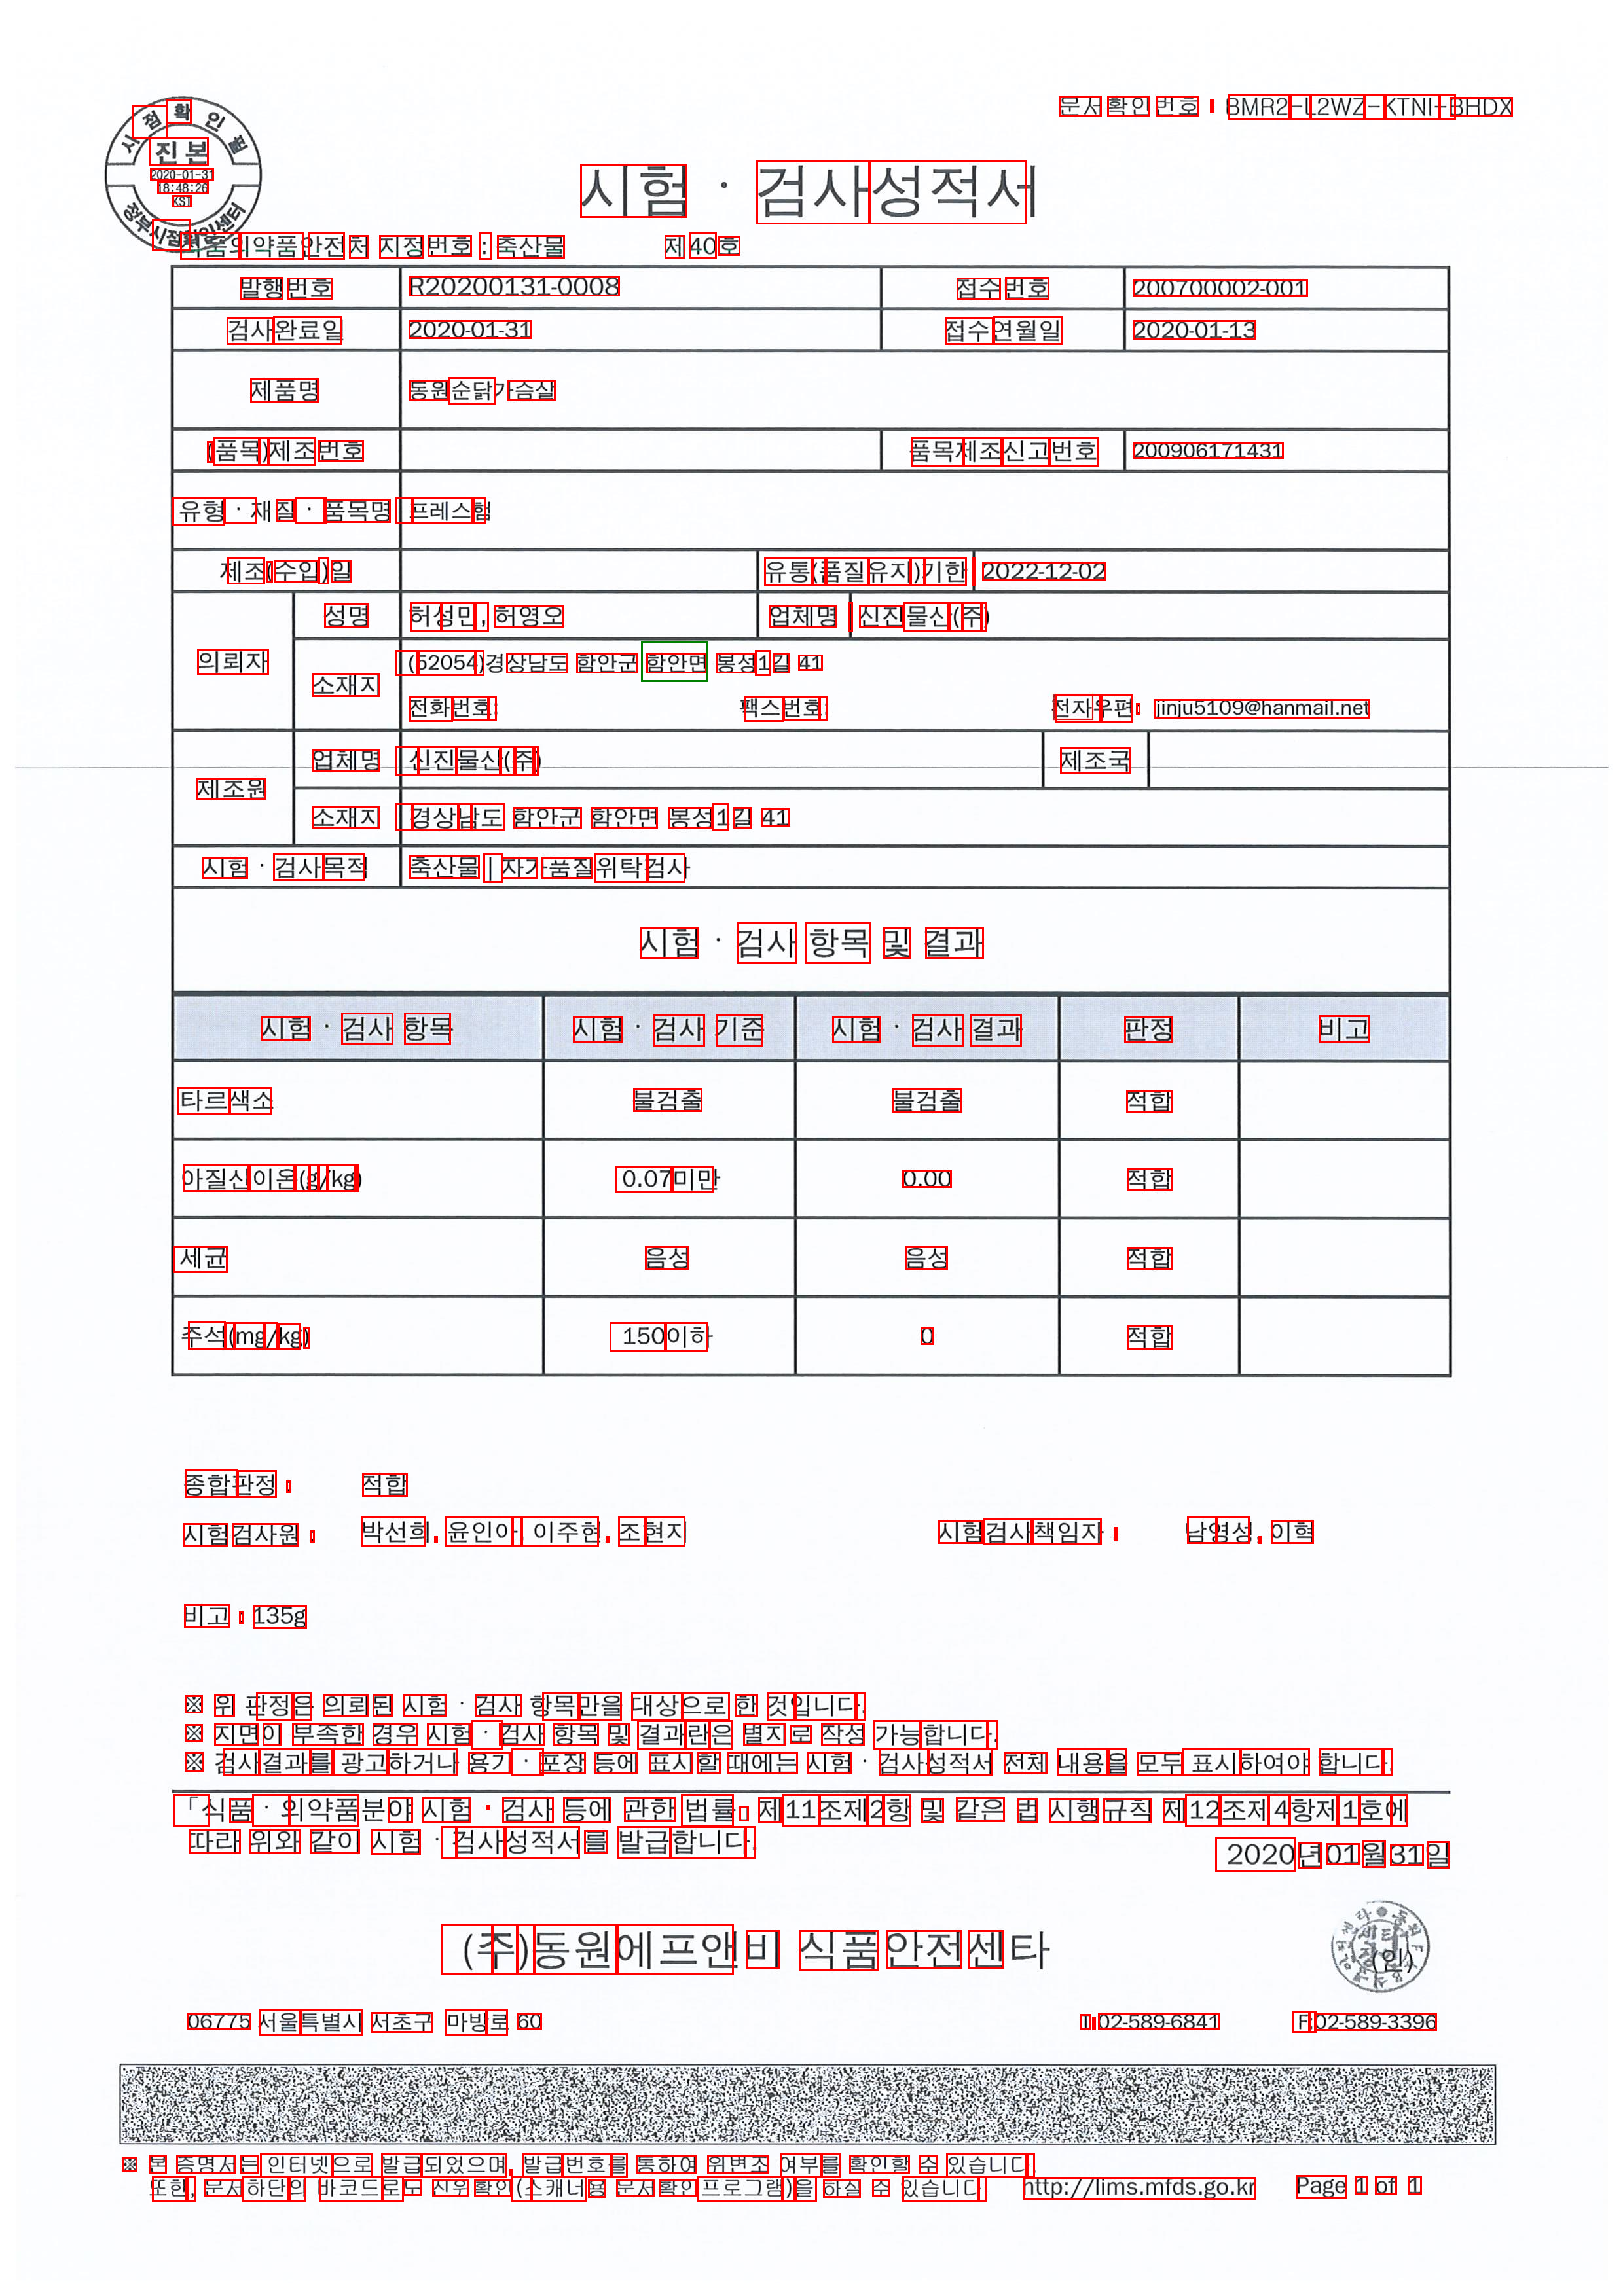 문서확인번호 : BMR2-L2WZ-KTNI-BHDX
시점확인필
진본
2020-01-31
18:48:26
KST
정부시점확인센터
시험 · 검사성적서
식품의약품안전처 지정번호 : 축산물 제40호
발행번호 R20200131-0008 접수번호 200700002-001
검사완료일 2020-01-31 접수연월일 2020-01-13
제품명 동원순닭가슴살
(품목)제조번호 품목제조신고번호 200906171431
유형 · 재질 · 품목명 프레스햄
제조(수입)일 유통(품질유지)기한 2022-12-02
의뢰자 성명 허성민, 허영오 업체명 신진물산(주)
소재지 (52054)경상남도 함안군 함안면 봉성1길 41
전화번호: 팩스번호: 전자우편:jinju5109@hanmail.net
제조원 업체명 신진물산(주) 제조국
소재지 경상남도 함안군 함안면 봉성1길 41
시험 · 검사목적 축산물 | 자가품질위탁검사
시험 · 검사 항목 및 결과
시험 · 검사 항목 시험 · 검사 기준 시험 · 검사 결과 판정 비고
타르색소 불검출 불검출 적합
아질산이온(g/kg) 0.07미만 0.00 적합
세균 음성 음성 적합
주석(mg/kg) 150이하 0 적합
종합판정 : 적합
시험검사원 : 박선희, 윤인아, 이주현, 조현지 시험검사책임자 : 남영성, 이혁
비고 : 135g
※ 위 판정은 의뢰된 시험 · 검사 항목만을 대상으로 한 것입니다.
※ 지면이 부족한 경우 시험 · 검사 항목 및 결과란은 별지로 작성 가능합니다.
※ 검사결과를 광고하거나 용기 · 포장 등에 표시할 때에는 시험 · 검사성적서 전체 내용을 모두 표시하여야 합니다.
「식품 · 의약품분야 시험 · 검사 등에 관한 법률」 제11조제2항 및 같은 법 시행규칙 제12조제4항제1호에
따라 위와 같이 시험 · 검사성적서를 발급합니다.
2020년01월31일
(주)동원에프앤비 식품안전센타
(인)
06775 서울특별시 서초구 마방로 60 T:02-589-6841 F:02-589-3396
※ 본 증명서는 인터넷으로 발급되었으며, 발급번호를 통하여 위변조 여부를 확인할 수 있습니다.
또한, 문서하단의 바코드로도 진위확인(스캐너용 문서확인프로그램)을 하실 수 있습니다. http://lims.mfds.go.kr Page 1 of 1